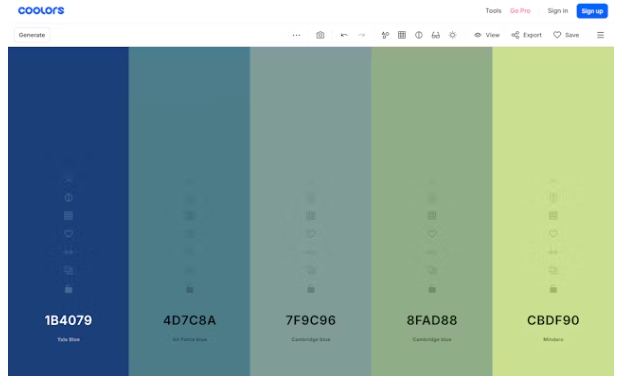 coolors
Tools Go Pro Sign in Sign up
Generate View Export Save
1B4079 4D7C8A 7F9C96 8FAD88 CBDF90
Yale Blue Air Force blue Cambridge blue Cambridge blue Mindaro